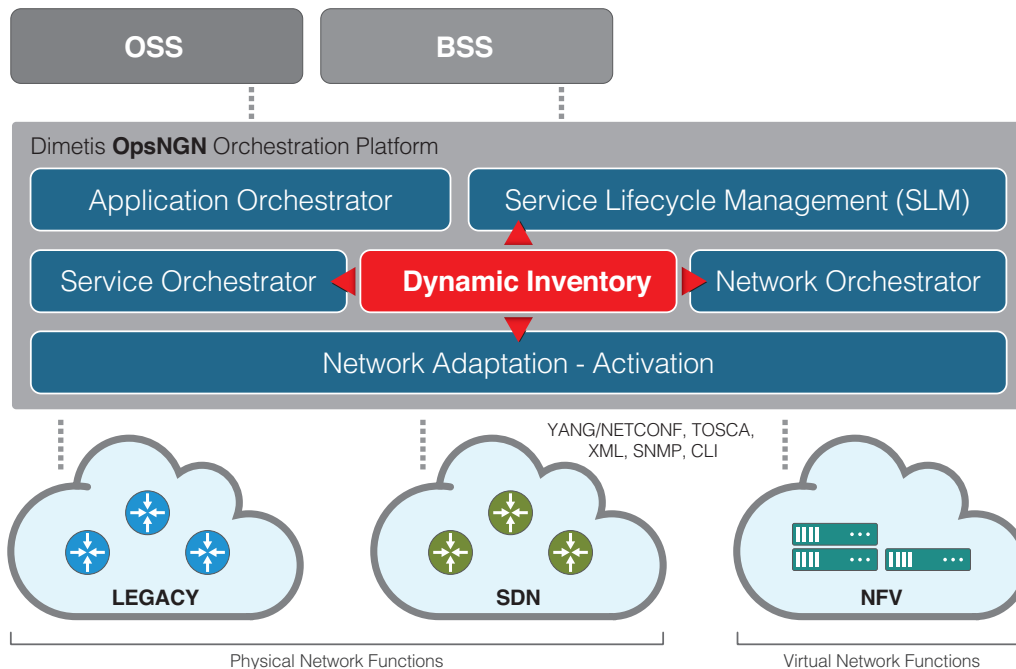 OSS
BSS
Dimetis OpsNGN Orchestration Platform
Application Orchestrator
Service Lifecycle Management (SLM)
Service Orchestrator
Dynamic Inventory
Network Orchestrator
Network Adaptation - Activation
YANG/NETCONF, TOSCA,
XML, SNMP, CLI
LEGACY
SDN
NFV
Physical Network Functions
Virtual Network Functions